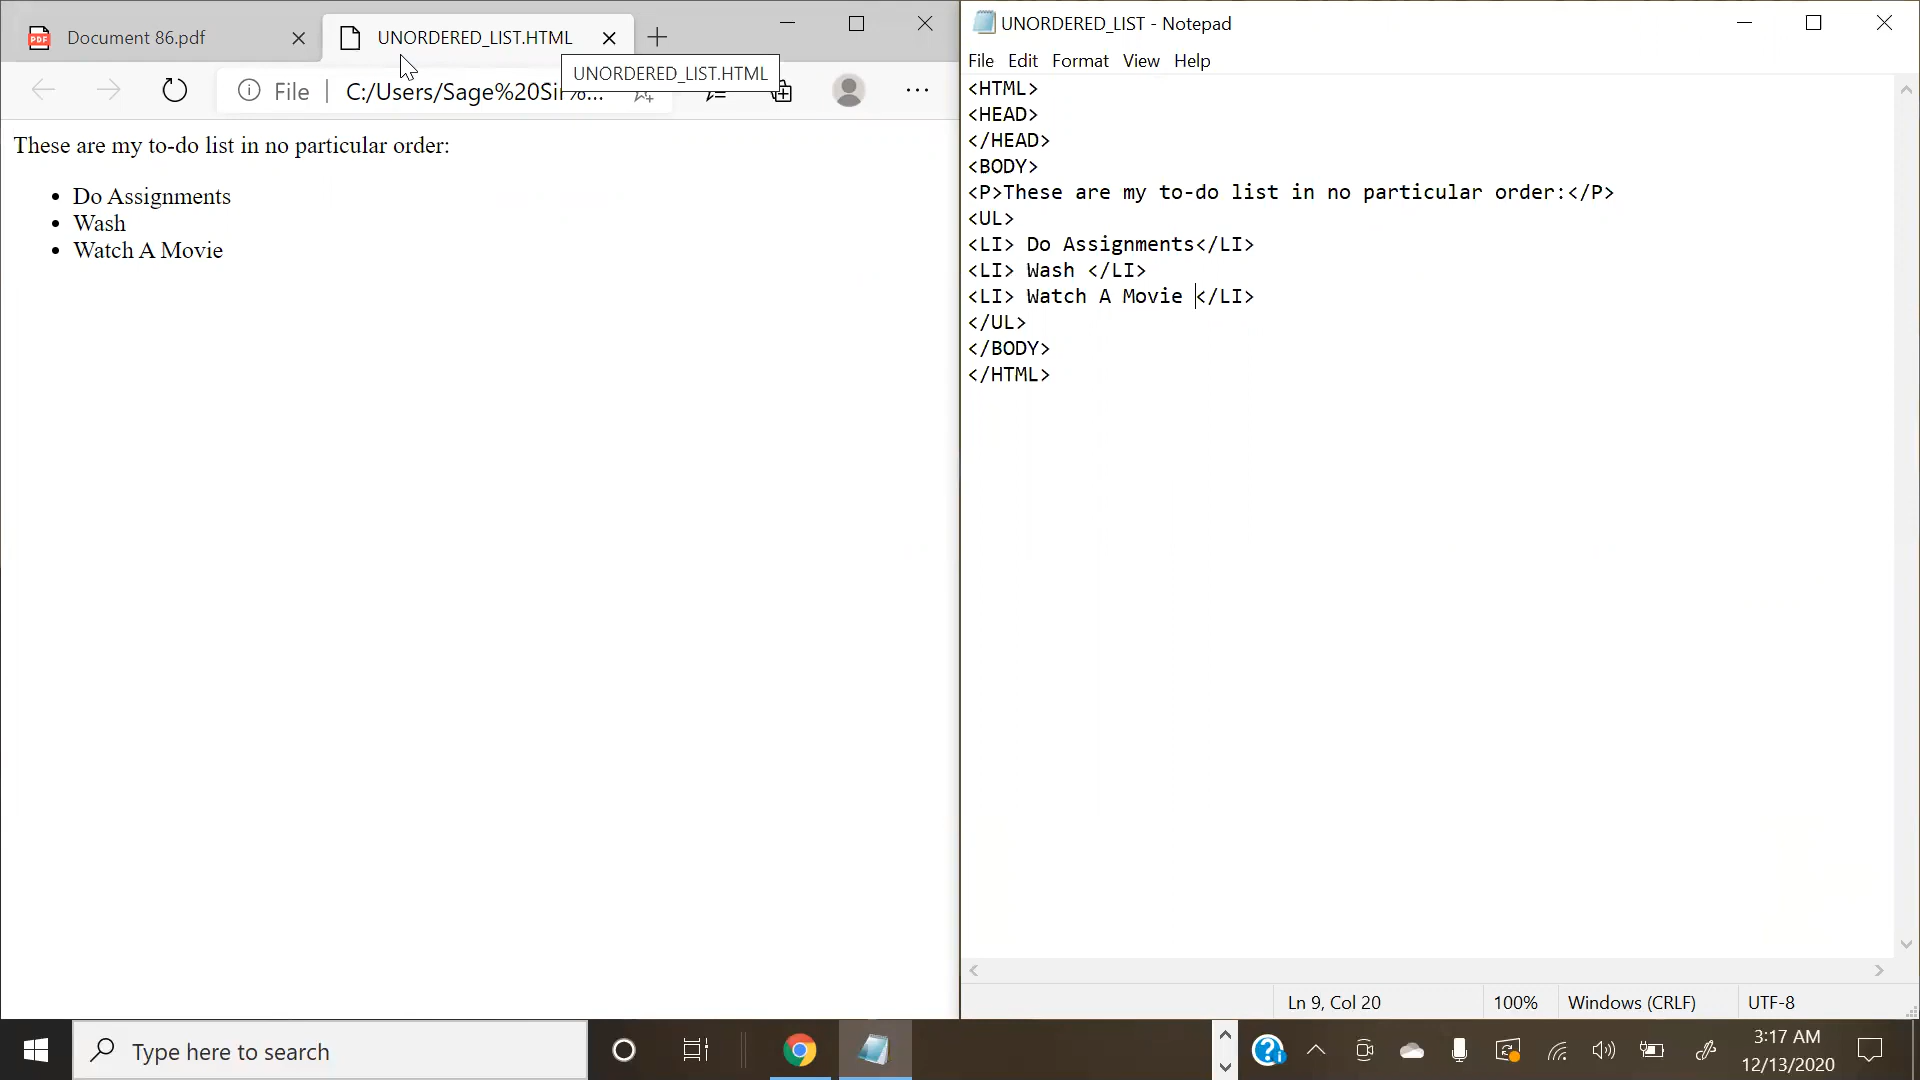 Document 86.pdf
UNORDERED_LIST.HTML
UNORDERED_LIST.HTML
File
C:/Users/Sage%20Sir%...
These are my to-do list in no particular order:
• Do Assignments
• Wash
• Watch A Movie
UNORDERED_LIST - Notepad
File Edit Format View Help
<HTML>
<HEAD>
</HEAD>
<BODY>
<P>These are my to-do list in no particular order:</P>
<UL>
<LI> Do Assignments</LI>
<LI> Wash </LI>
<LI> Watch A Movie </LI>
</UL>
</BODY>
</HTML>
Ln 9, Col 20 100% Windows (CRLF) UTF-8
Type here to search
3:17 AM
12/13/2020